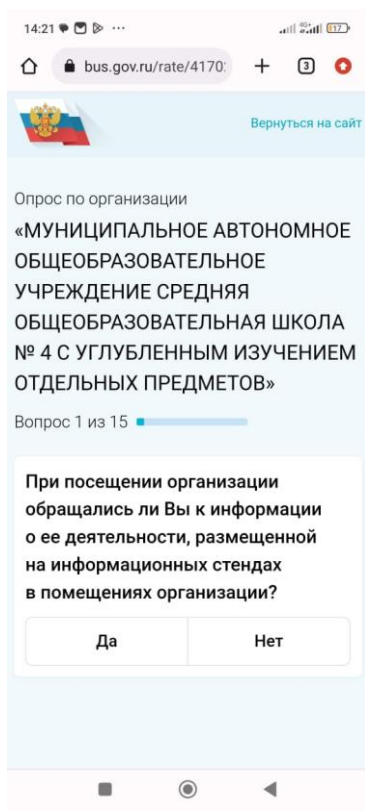 14:21
4G+
17
bus.gov.ru/rate/4170
3
Вернуться на сайт
Опрос по организации
«МУНИЦИПАЛЬНОЕ АВТОНОМНОЕ
ОБЩЕОБРАЗОВАТЕЛЬНОЕ
УЧРЕЖДЕНИЕ СРЕДНЯЯ
ОБЩЕОБРАЗОВАТЕЛЬНАЯ ШКОЛА
№ 4 С УГЛУБЛЕННЫМ ИЗУЧЕНИЕМ
ОТДЕЛЬНЫХ ПРЕДМЕТОВ»
Вопрос 1 из 15
При посещении организации
обращались ли Вы к информации
о ее деятельности, размещенной
на информационных стендах
в помещениях организации?
Да
Нет